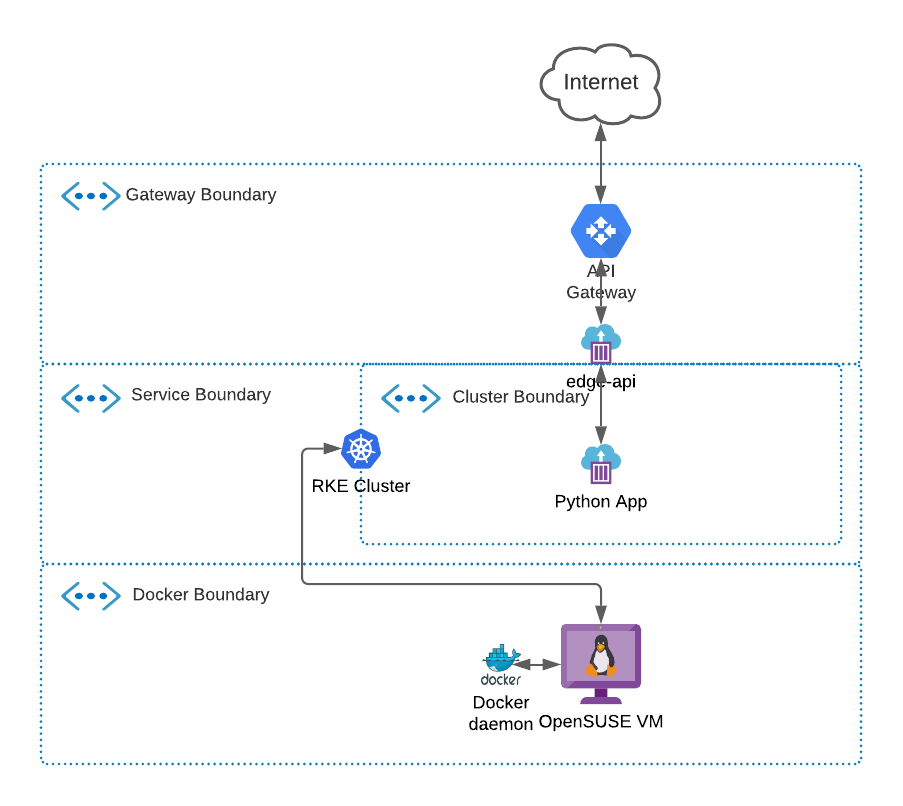 Internet
Gateway Boundary
API
Gateway
edge-api
Service Boundary
Cluster Boundary
RKE Cluster
Python App
Docker Boundary
docker
Docker
daemon
OpenSUSE VM